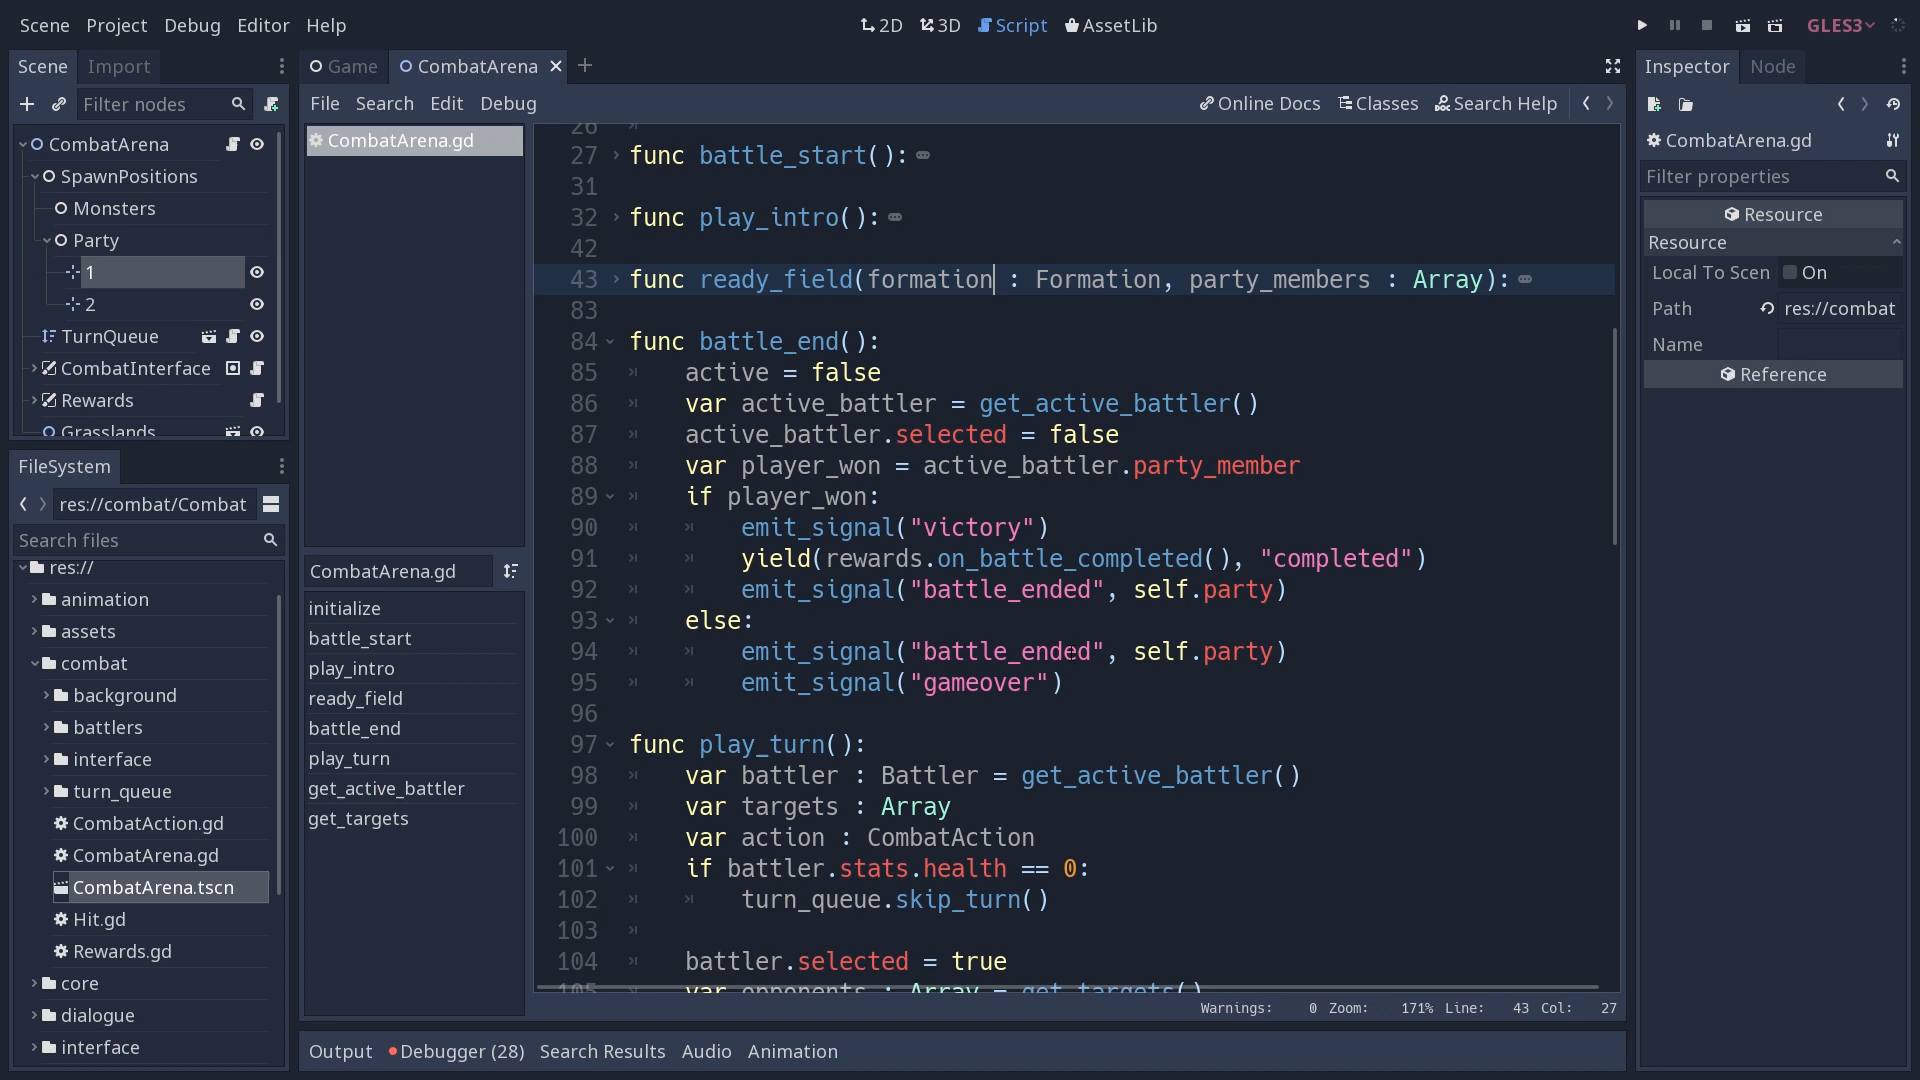 Scene Project Debug Editor Help
2D 3D Script AssetLib
GLES3
Scene Import
Filter nodes
CombatArena
SpawnPositions
Monsters
Party
1
2
TurnQueue
CombatInterface
Rewards
Grasslands
FileSystem
res://combat/Combat
Search files
res://
animation
assets
combat
background
battlers
interface
turn_queue
CombatAction.gd
CombatArena.gd
CombatArena.tscn
Hit.gd
Rewards.gd
core
dialogue
interface
Game CombatArena
File Search Edit Debug
Online Docs Classes Search Help
CombatArena.gd
CombatArena.gd
initialize
battle_start
play_intro
ready_field
battle_end
play_turn
get_active_battler
get_targets
26
27 func battle_start():
31
32 func play_intro():
42
43 func ready_field(formation : Formation, party_members : Array):
83
84 func battle_end():
85 active = false
86 var active_battler = get_active_battler()
87 active_battler.selected = false
88 var player_won = active_battler.party_member
89 if player_won:
90 emit_signal("victory")
91 yield(rewards.on_battle_completed(), "completed")
92 emit_signal("battle_ended", self.party)
93 else:
94 emit_signal("battle_ended", self.party)
95 emit_signal("gameover")
96
97 func play_turn():
98 var battler : Battler = get_active_battler()
99 var targets : Array
100 var action : CombatAction
101 if battler.stats.health == 0:
102 turn_queue.skip_turn()
103
104 battler.selected = true
105 var opponents : Array = get_targets()
Warnings: 0 Zoom: 171% Line: 43 Col: 27
Output Debugger (28) Search Results Audio Animation
Inspector Node
CombatArena.gd
Filter properties
Resource
Resource
Local To Scen On
Path res://combat
Name
Reference